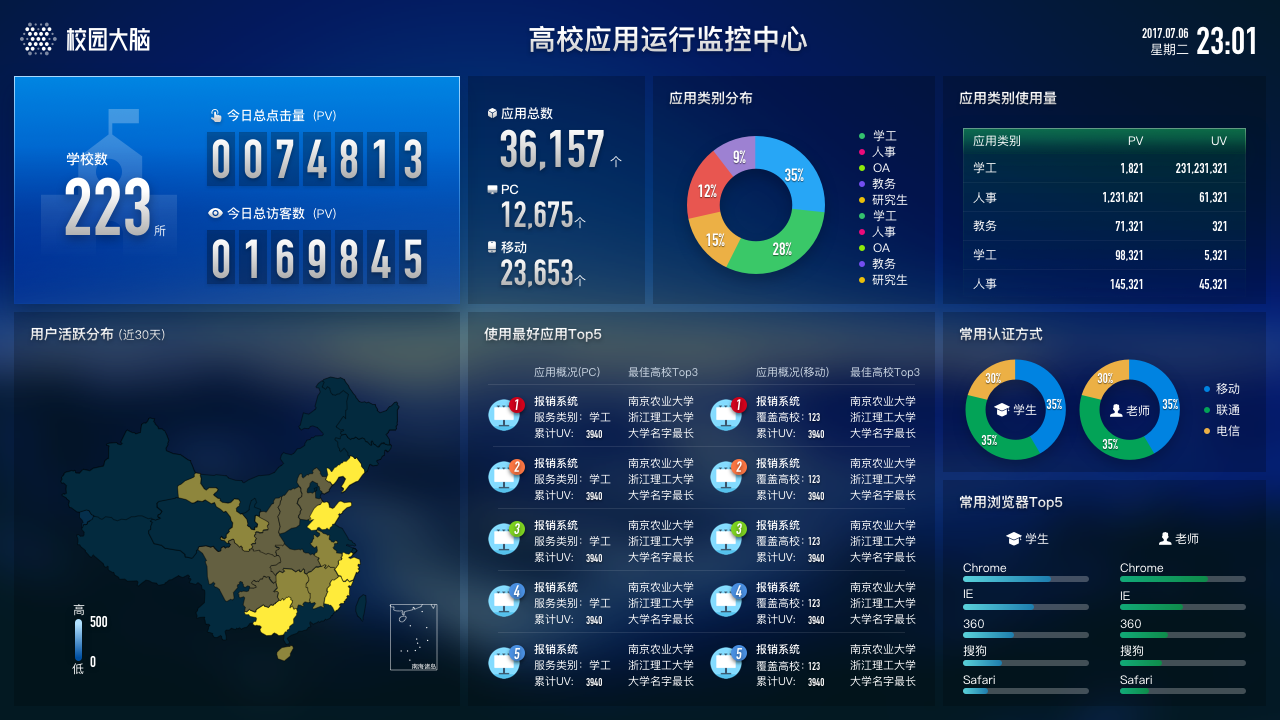 校园大脑
高校应用运行监控中心
2017.07.06
星期二
23:01
学校数
223所
今日总点击量 (PV)
0074813
今日总访客数 (PV)
0169845
应用总数
36,157个
PC
12,675个
移动
23,653个
应用类别分布
35%
28%
15%
12%
9%
学工
人事
OA
教务
研究生
学工
人事
OA
教务
研究生
应用类别使用量
应用类别 PV UV
学工 1,821 231,231,321
人事 1,231,621 61,321
教务 71,321 321
学工 98,321 5,321
人事 145,321 45,321
用户活跃分布 (近30天)
高
500
0
低
南海诸岛
使用最好应用Top5
应用概况(PC) 最佳高校Top3 应用概况(移动) 最佳高校Top3
1 报销系统 南京农业大学 1 报销系统 南京农业大学
服务类别: 学工 浙江理工大学 覆盖高校: 123 浙江理工大学
累计UV: 3940 大学名字最长 累计UV: 3940 大学名字最长
2 报销系统 南京农业大学 2 报销系统 南京农业大学
服务类别: 学工 浙江理工大学 覆盖高校: 123 浙江理工大学
累计UV: 3940 大学名字最长 累计UV: 3940 大学名字最长
3 报销系统 南京农业大学 3 报销系统 南京农业大学
服务类别: 学工 浙江理工大学 覆盖高校: 123 浙江理工大学
累计UV: 3940 大学名字最长 累计UV: 3940 大学名字最长
4 报销系统 南京农业大学 4 报销系统 南京农业大学
服务类别: 学工 浙江理工大学 覆盖高校: 123 浙江理工大学
累计UV: 3940 大学名字最长 累计UV: 3940 大学名字最长
5 报销系统 南京农业大学 5 报销系统 南京农业大学
服务类别: 学工 浙江理工大学 覆盖高校: 123 浙江理工大学
累计UV: 3940 大学名字最长 累计UV: 3940 大学名字最长
常用认证方式
30% 35% 35% 学生
30% 35% 35% 老师
移动
联通
电信
常用浏览器Top5
学生 老师
Chrome Chrome
IE IE
360 360
搜狗 搜狗
Safari Safari